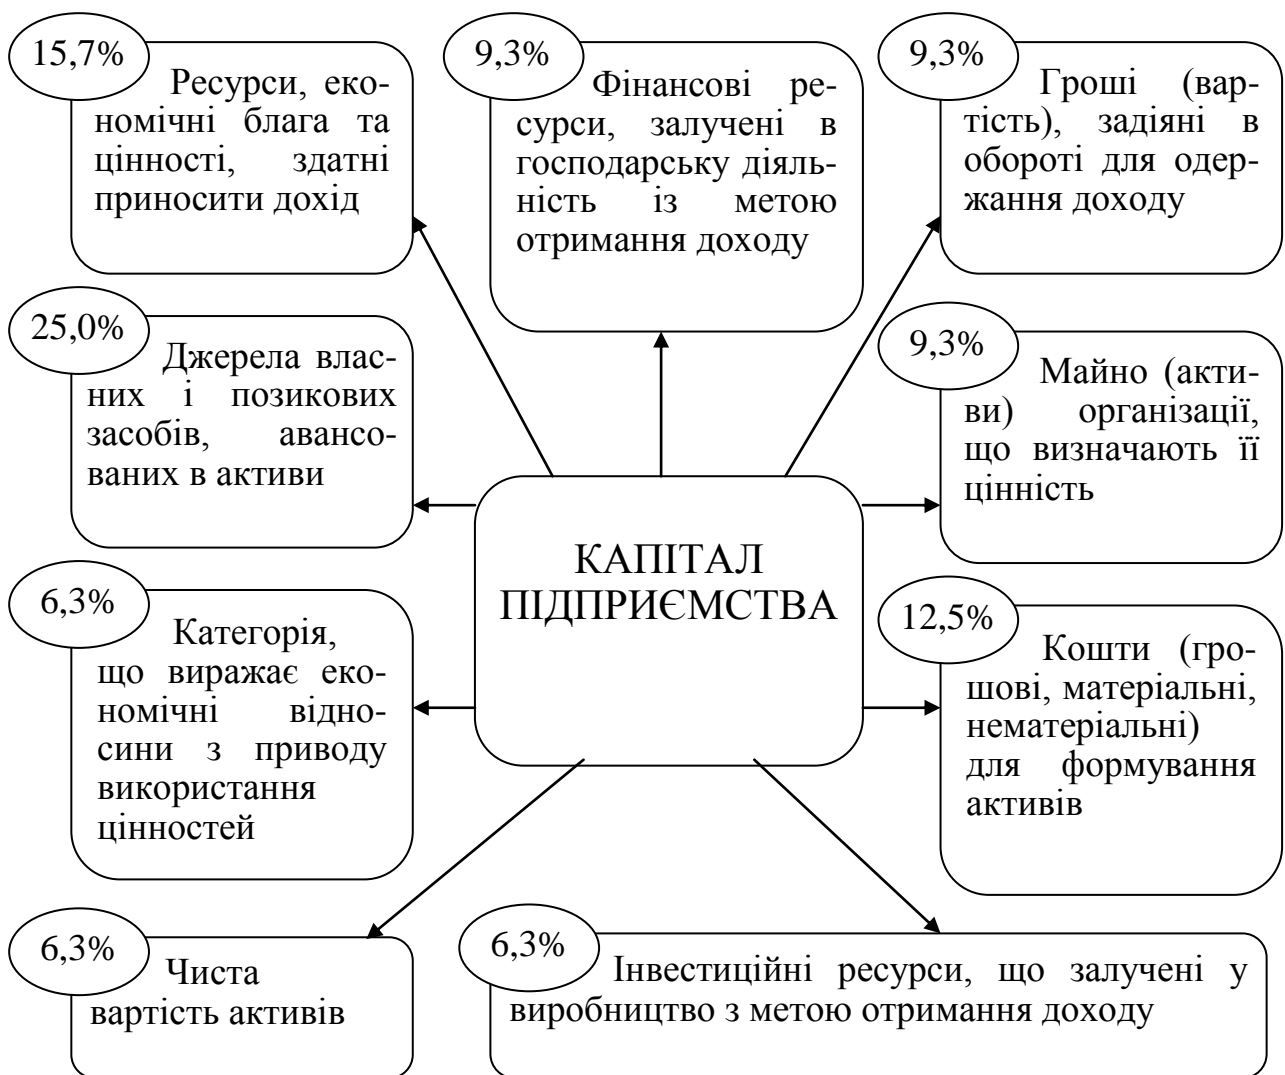 15,7%
Ресурси, еко-
номічні блага та
цінності, здатні
приносити дохід
9,3%
Фінансові ре-
сурси, залучені в
господарську діяль-
ність із метою
отримання доходу
9,3%
Гроші (вар-
тість), задіяні в
обороті для одер-
жання доходу
25,0%
Джерела влас-
них і позикових
засобів, авансо-
ваних в активи
9,3%
Майно (акти-
ви) організації,
що визначають її
цінність
КАПІТАЛ
ПІДПРИЄМСТВА
6,3%
Категорія,
що виражає еко-
номічні відно-
сини з приводу
використання
цінностей
12,5%
Кошти (гро-
шові, матеріальні,
нематеріальні)
для формування
активів
6,3%
Чиста
вартість активів
6,3%
Інвестиційні ресурси, що залучені у
виробництво з метою отримання доходу